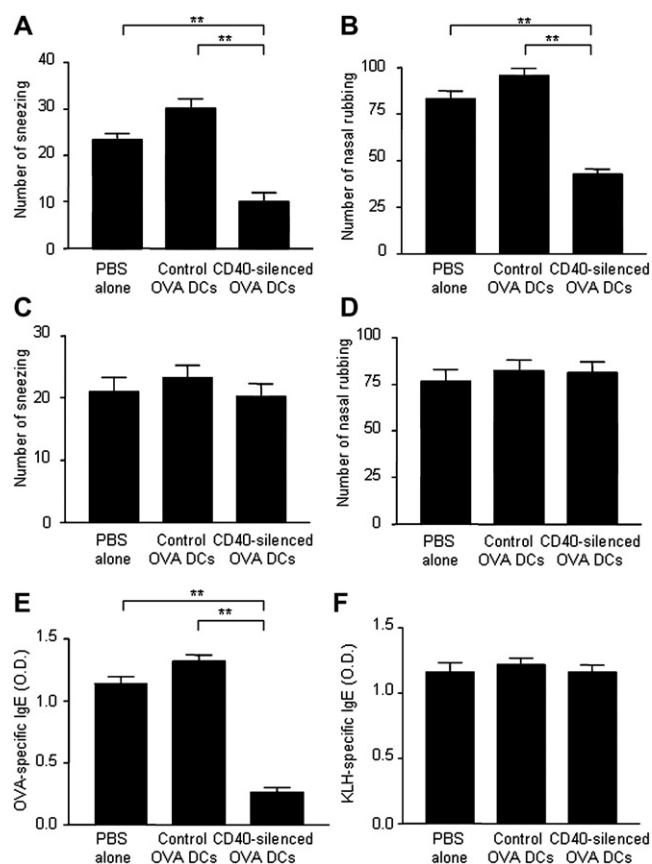 A
** 
**
Number of sneezing
40
30
20
10
0
PBS alone
Control OVA DCs
CD40-silenced OVA DCs
B
**
**
Number of nasal rubbing
100
75
50
25
0
PBS alone
Control OVA DCs
CD40-silenced OVA DCs
C
Number of sneezing
30
20
10
0
PBS alone
Control OVA DCs
CD40-silenced OVA DCs
D
Number of nasal rubbing
100
75
50
25
0
PBS alone
Control OVA DCs
CD40-silenced OVA DCs
E
**
**
OVA-specific IgE (O.D.)
1.5
1.0
0.5
0.0
PBS alone
Control OVA DCs
CD40-silenced OVA DCs
F
KLH-specific IgE (O.D.)
1.5
1.0
0.5
0.0
PBS alone
Control OVA DCs
CD40-silenced OVA DCs